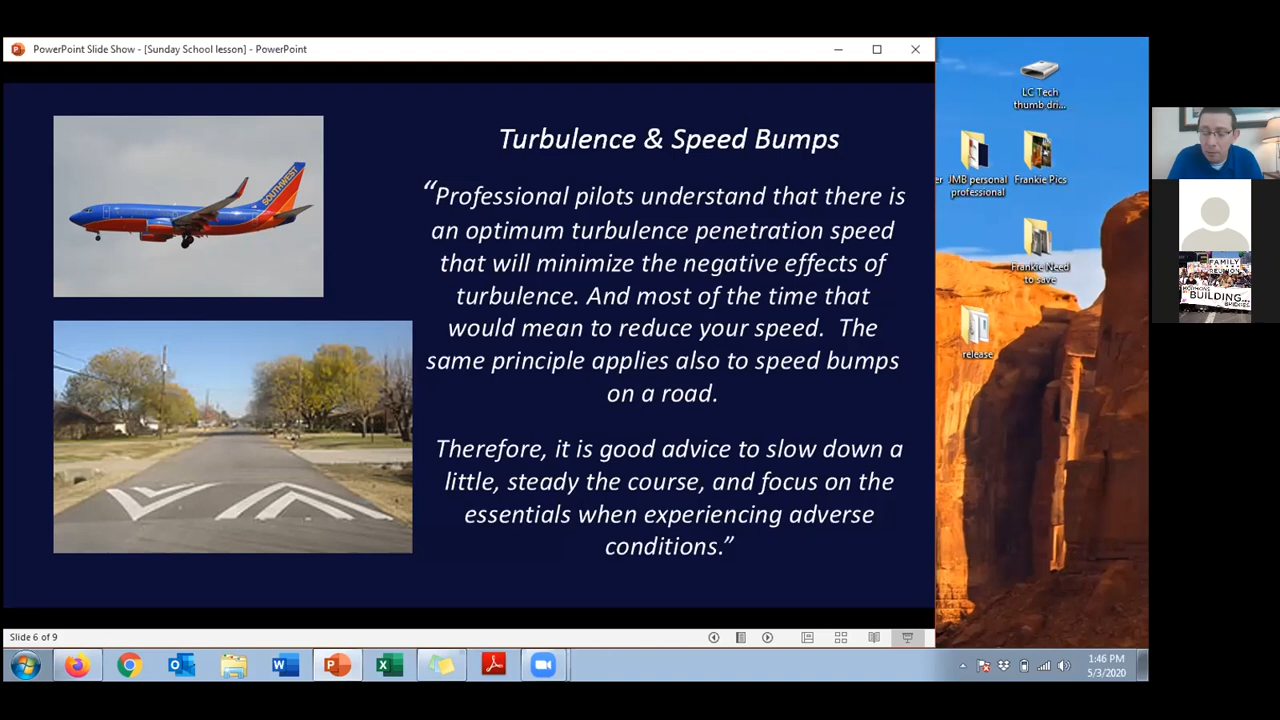 PowerPoint Slide Show - [Sunday School lesson] - PowerPoint
Turbulence & Speed Bumps
“Professional pilots understand that there is
an optimum turbulence penetration speed
that will minimize the negative effects of
turbulence. And most of the time that
would mean to reduce your speed. The
same principle applies also to speed bumps
on a road.
Therefore, it is good advice to slow down a
little, steady the course, and focus on the
essentials when experiencing adverse
conditions.”
SOUTHWEST
LC Tech
thumb dri...
er
JMB personal
professional
Frankie Pics
Frankie Need
to save
release
FAMILY
REUNION
MORMONS
BUILDING...
BRIDGES
Slide 6 of 9
1:46 PM
5/3/2020